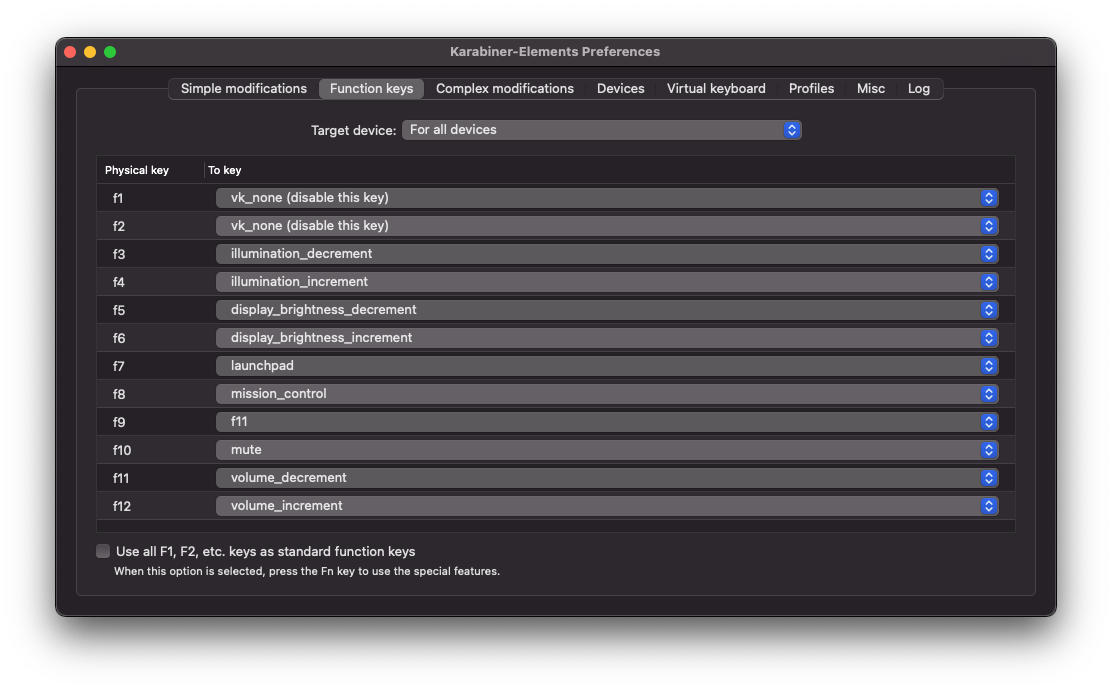 Karabiner-Elements Preferences
Simple modifications Function keys Complex modifications Devices Virtual keyboard Profiles Misc Log
Target device: For all devices
Physical key To key
f1 vk_none (disable this key)
f2 vk_none (disable this key)
f3 illumination_decrement
f4 illumination_increment
f5 display_brightness_decrement
f6 display_brightness_increment
f7 launchpad
f8 mission_control
f9 f11
f10 mute
f11 volume_decrement
f12 volume_increment
Use all F1, F2, etc. keys as standard function keys
When this option is selected, press the Fn key to use the special features.